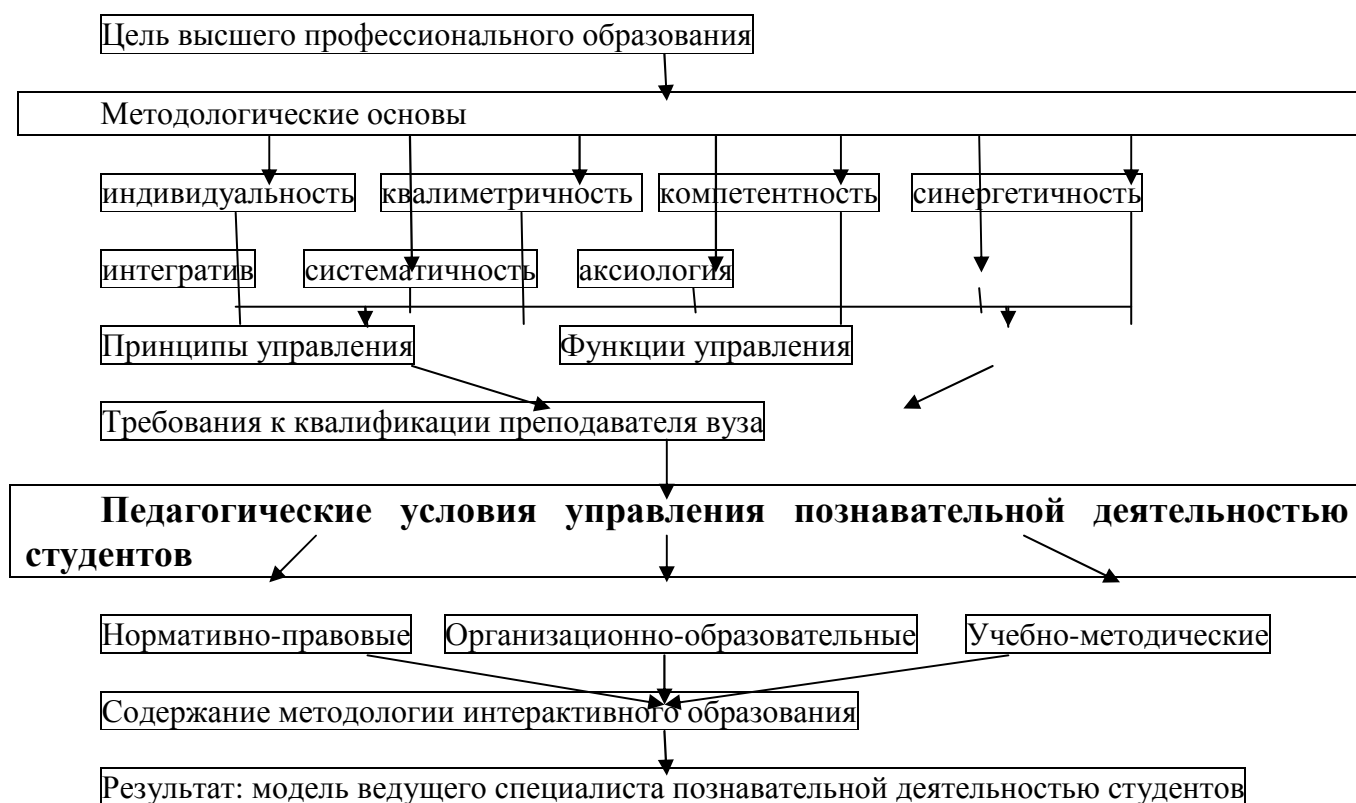 Цель высшего профессионального образования
Методологические основы
индивидуальность квалиметричность компетентность синергетичность
интегратив систематичность аксиология
Принципы управления Функции управления
Требования к квалификации преподавателя вуза
Педагогические условия управления познавательной деятельностью
студентов
Нормативно-правовые Организационно-образовательные Учебно-методические
Содержание методологии интерактивного образования
Результат: модель ведущего специалиста познавательной деятельностью студентов